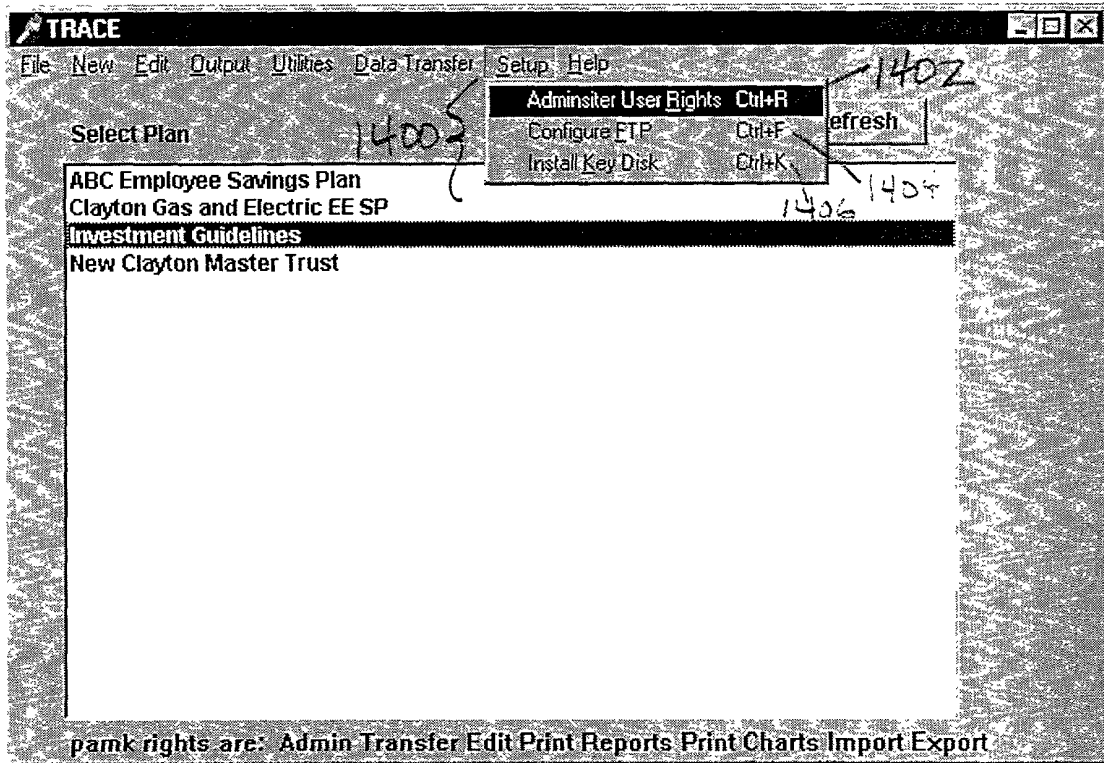 TRACE
File New Edit Output Utilities Data Transfer Setup Help
1402
Adminsiter User Rights Ctrl+R
1400
Select Plan
Configure FTP Ctrl+F
efresh
Install Key Disk Ctrl+K
1404
1406
ABC Employee Savings Plan
Clayton Gas and Electric EE SP
Investment Guidelines
New Clayton Master Trust
pamk rights are: Admin Transfer Edit Print Reports Print Charts Import Export